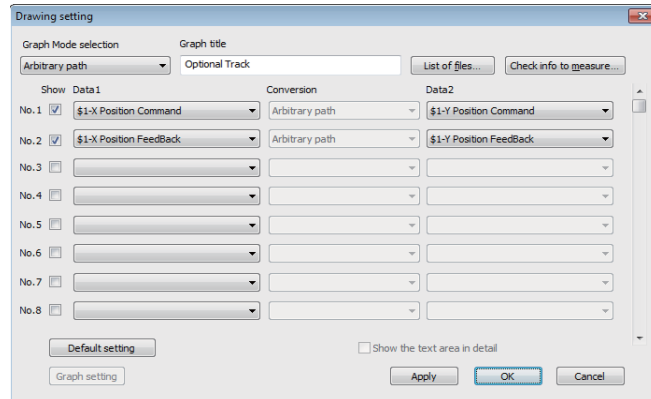 Drawing setting
Graph Mode selection Graph title
Arbitrary path Optional Track List of files... Check info to measure...
Show Data1 Conversion Data2
No.1 $1-X Position Command Arbitrary path $1-Y Position Command
No.2 $1-X Position FeedBack Arbitrary path $1-Y Position FeedBack
No.3
No.4
No.5
No.6
No.7
No.8
Default setting Show the text area in detail
Graph setting Apply OK Cancel